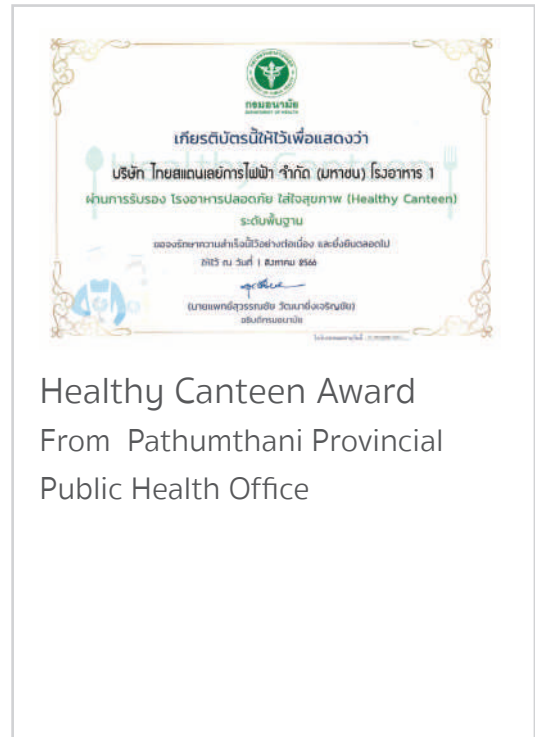 กรมอนามัย
DEPARTMENT OF HEALTH
เกียรติบัตรนี้ให้ไว้เพื่อแสดงว่า
Healthy Canteen
บริษัท ไทยสแตนเลย์การไฟฟ้า จำกัด (มหาชน) โรงอาหาร 1
ผ่านการรับรอง โรงอาหารปลอดภัย ใส่ใจสุขภาพ (Healthy Canteen)
ระดับพื้นฐาน
ขอจงรักษาความสำเร็จนี้ไว้อย่างต่อเนื่อง และยั่งยืนตลอดไป
ให้ไว้ ณ วันที่ 1 สิงหาคม 2566
(นายแพทย์สุวรรณชัย วัฒนายิ่งเจริญชัย)
อธิบดีกรมอนามัย
Healthy Canteen Award
From Pathumthani Provincial
Public Health Office